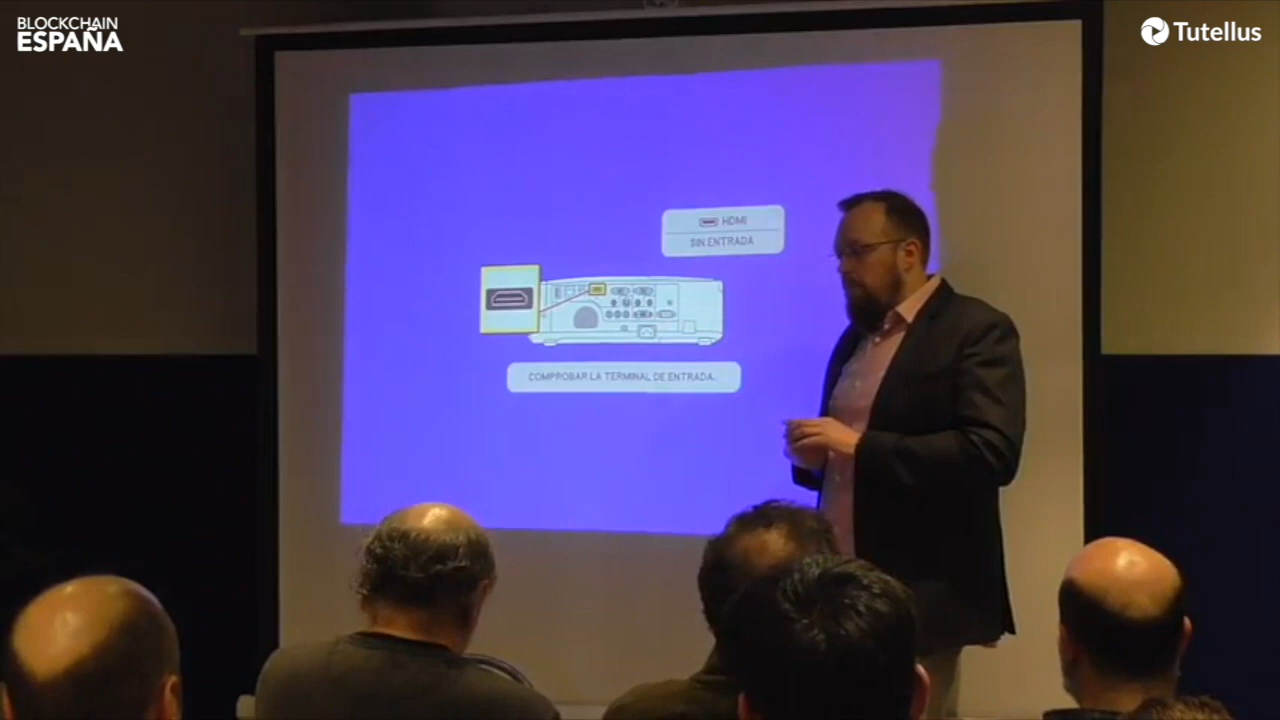 BLOCKCHAIN
ESPAÑA
Tutellus
HDMI
SIN ENTRADA
COMPROBAR LA TERMINAL DE ENTRADA.